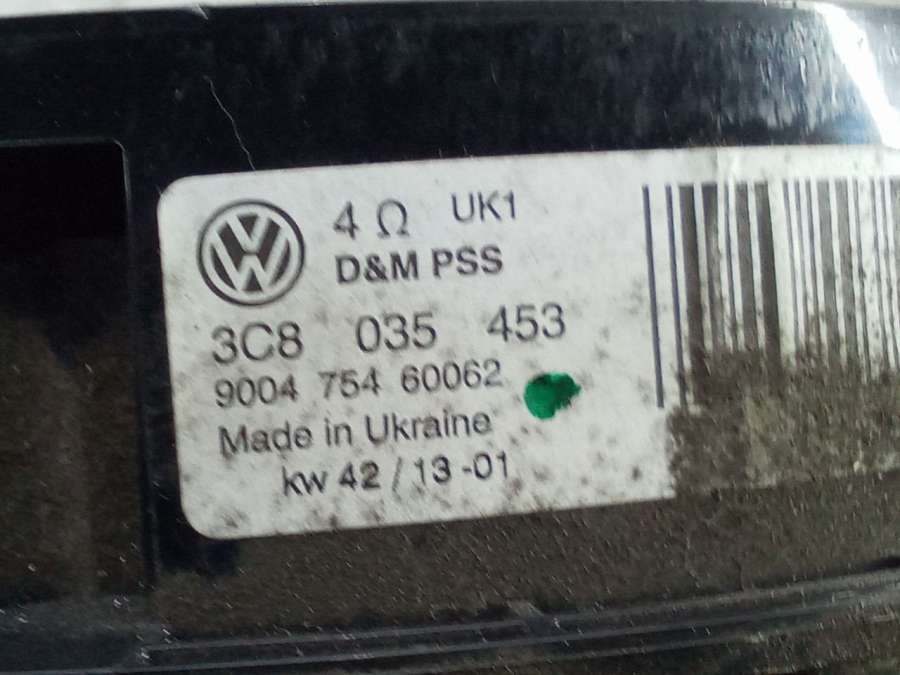 4 Ω UK1
D&M PSS
3C8 035 453
9004 754 60062
Made in Ukraine
kw 42 / 13 -01